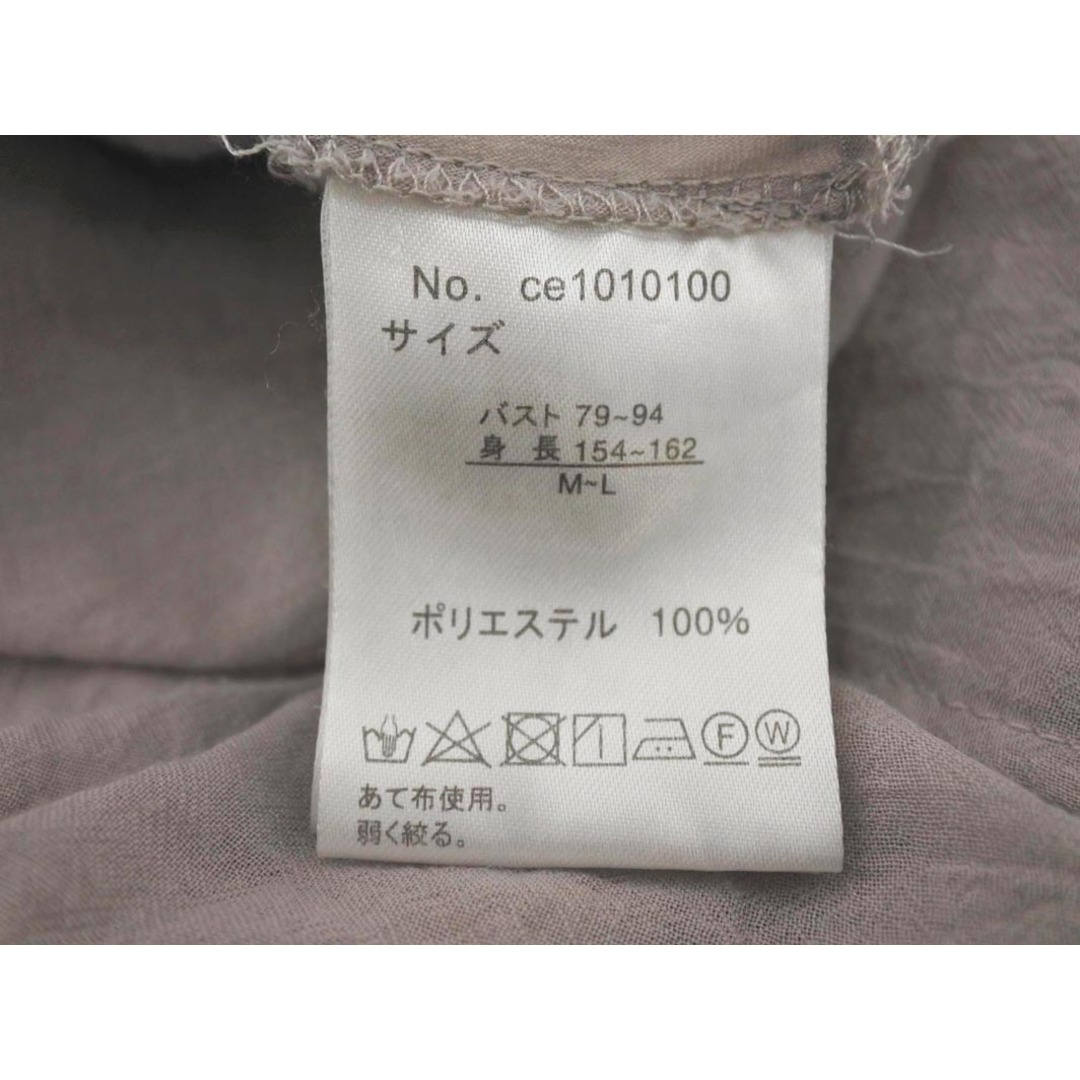 No. ce1010100
サイズ
バスト 79~94
身 長 154~162
M~L
ポリエステル 100%
F W
あて布使用。
弱く絞る。